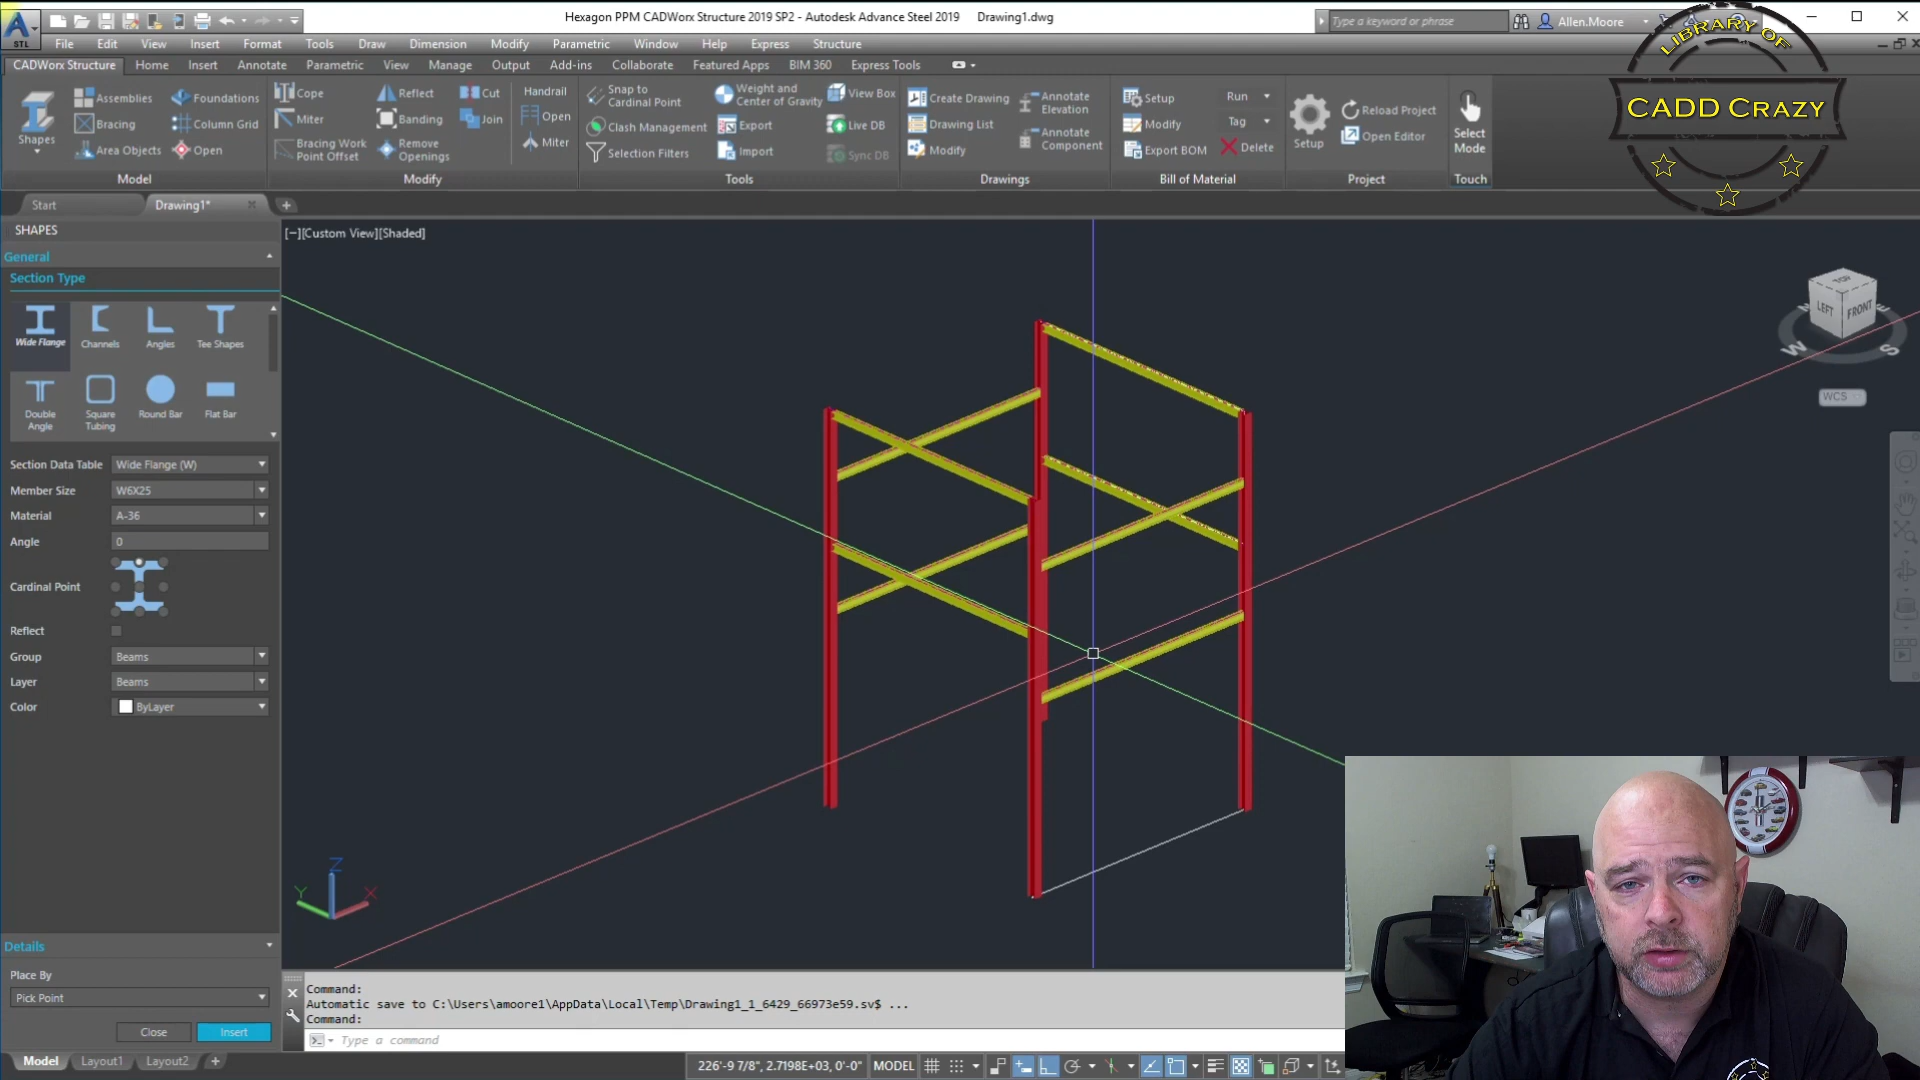 Hexagon PPM CADWorx Structure 2019 SP2 - Autodesk Advance Steel 2019 Drawing1.dwg
Type a keyword or phrase
Allen.Moore
STL
File Edit View Insert Format Tools Draw Dimension Modify Parametric Window Help Express Structure
CADWorx Structure Home Insert Annotate Parametric View Manage Output Add-ins Collaborate Featured Apps BIM 360 Express Tools
Shapes
Assemblies
Bracing
Area Objects
Foundations
Column Grid
Open
Model
Cope
Miter
Bracing Work
Point Offset
Reflect
Banding
Remove
Openings
Cut
Join
Handrail
Open
Miter
Modify
Snap to
Cardinal Point
Clash Management
Selection Filters
Weight and
Center of Gravity
Export
Import
View Box
Live DB
Sync DB
Tools
Create Drawing
Drawing List
Modify
Annotate
Elevation
Annotate
Component
Drawings
Setup
Modify
Export BOM
Run
Tag
Delete
Bill of Material
Setup
Reload Project
Open Editor
Project
Select
Mode
Touch
LIBRARY OF
CADD CRAZY
Start
Drawing1*
SHAPES
General
Section Type
Wide Flange
Channels
Angles
Tee Shapes
Double
Angle
Square
Tubing
Round Bar
Flat Bar
Section Data Table Wide Flange (W)
Member Size W6X25
Material A-36
Angle 0
Cardinal Point
Reflect
Group Beams
Layer Beams
Color ByLayer
Details
Place By
Pick Point
Close
Insert
[−][Custom View][Shaded]
TOP
LEFT
FRONT
W
S
WCS
Z
Y
X
Command:
Automatic save to C:\Users\amoore1\AppData\Local\Temp\Drawing1_1_6429_66973e59.sv$ ...
Command:
Type a command
Model Layout1 Layout2 +
226'-9 7/8", 2.7198E+03, 0'-0" MODEL